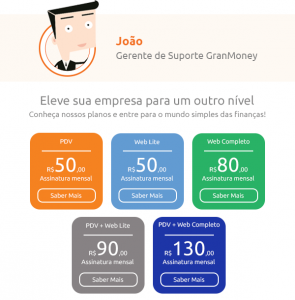 João
Gerente de Suporte GranMoney
Eleve sua empresa para um outro nível
Conheça nossos planos e entre para o mundo simples das finanças!
PDV
R$ 50,00
Assinatura mensal
Saber Mais
Web Lite
R$ 50,00
Assinatura mensal
Saber Mais
Web Completo
R$ 80,00
Assinatura mensal
Saber Mais
PDV + Web Lite
R$ 90,00
Assinatura mensal
Saber Mais
PDV + Web Completo
R$ 130,00
Assinatura mensal
Saber Mais